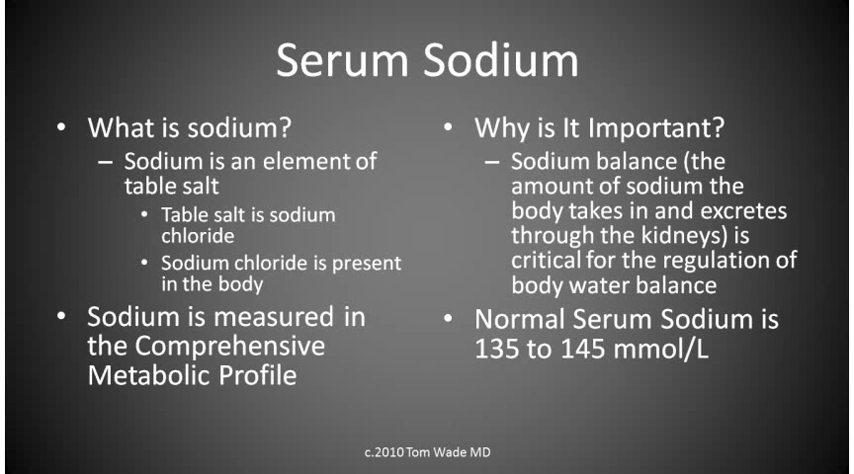 Serum Sodium
• What is sodium?
– Sodium is an element of
table salt
• Table salt is sodium
chloride
• Sodium chloride is present
in the body
• Sodium is measured in
the Comprehensive
Metabolic Profile
• Why is It Important?
– Sodium balance (the
amount of sodium the
body takes in and excretes
through the kidneys) is
critical for the regulation of
body water balance
• Normal Serum Sodium is
135 to 145 mmol/L
c.2010 Tom Wade MD